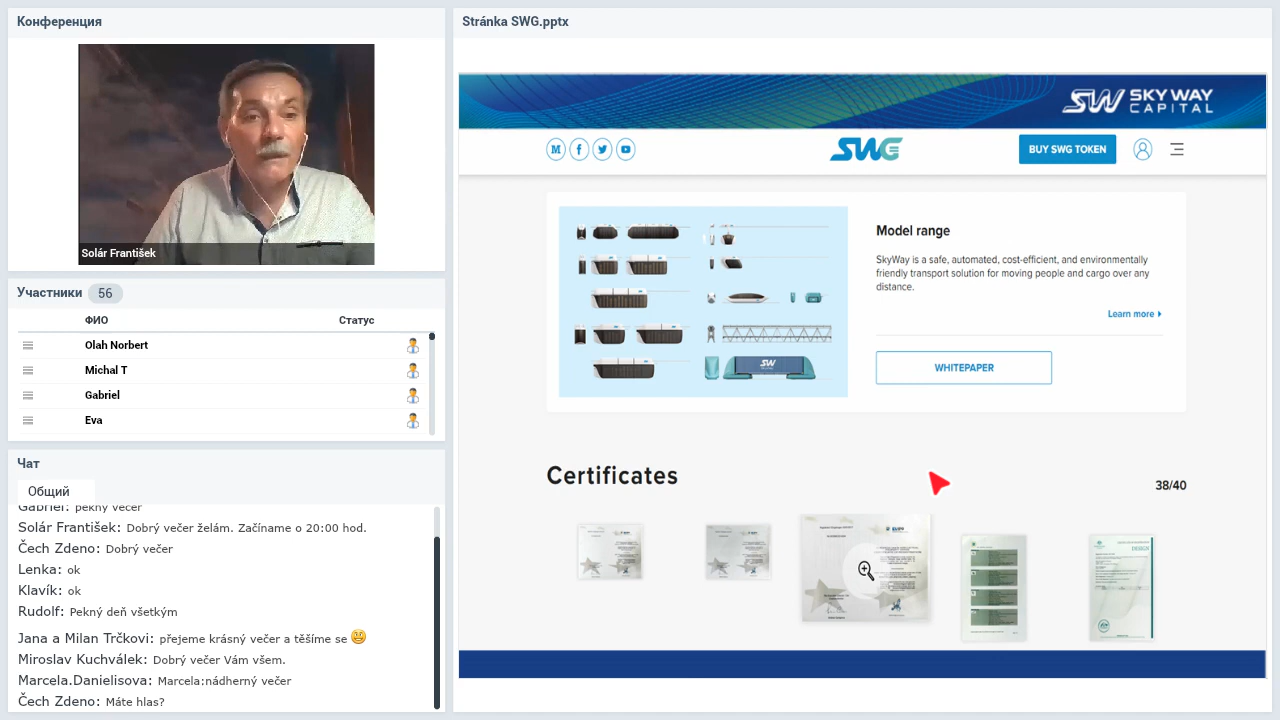 Конференция
Solár František
Участники 56
ФИО Статус
Olah Norbert
Michal T
Gabriel
Eva
Чат
Общий
Gabriel: pekný večer
Solár František: Dobrý večer želám. Začíname o 20:00 hod.
Čech Zdeno: Dobrý večer
Lenka: ok
Klavík: ok
Rudolf: Pekný deň všetkým
Jana a Milan Trčkovi: přejeme krásný večer a těšíme se
Miroslav Kuchválek: Dobrý večer Vám všem.
Marcela.Danielisova: Marcela:nádherný večer
Čech Zdeno: Máte hlas?
Stránka SWG.pptx
SW SKY WAY
CAPITAL
SWG
BUY SWG TOKEN
Model range
SkyWay is a safe, automated, cost-efficient, and environmentally
friendly transport solution for moving people and cargo over any
distance.
Learn more
WHITEPAPER
SW
Certificates
38/40